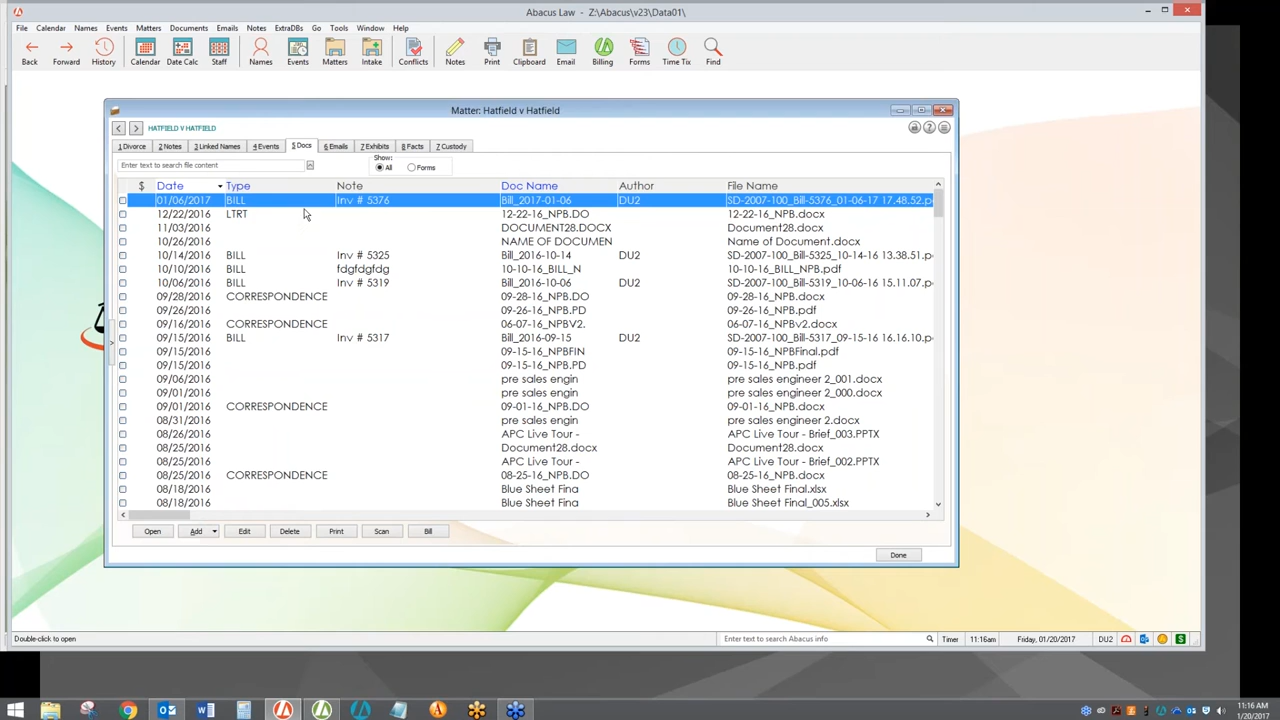 Abacus Law - Z:\Abacus\v23\Data01\
File Calendar Names Events Matters Documents Emails Notes ExtraDBs Go Tools Window Help
Back Forward History Calendar Date Calc Staff Names Events Matters Intake Conflicts Notes Print Clipboard Email Billing Forms Time Tix Find
Matter: Hatfield v Hatfield
HATFIELD V HATFIELD
1 Divorce 2 Notes 3 Linked Names 4 Events 5 Docs 6 Emails 7 Exhibits 8 Facts 7 Custody
Enter text to search file content Show: All Forms
$ Date Type Note Doc Name Author File Name
01/06/2017 BILL Inv # 5376 Bill_2017-01-06 DU2 SD-2007-100_Bill-5376_01-06-17 17.48.52.p
12/22/2016 LTRT 12-22-16_NPB.DO 12-22-16_NPB.docx
11/03/2016 DOCUMENT28.DOCX Document28.docx
10/26/2016 NAME OF DOCUMEN Name of Document.docx
10/14/2016 BILL Inv # 5325 Bill_2016-10-14 DU2 SD-2007-100_Bill-5325_10-14-16 13.38.51.p
10/10/2016 BILL fdgfdgfdg 10-10-16_BILL_N 10-10-16_BILL_NPB.pdf
10/06/2016 BILL Inv # 5319 Bill_2016-10-06 DU2 SD-2007-100_Bill-5319_10-06-16 15.11.07.p
09/28/2016 CORRESPONDENCE 09-28-16_NPB.DO 09-28-16_NPB.docx
09/26/2016 09-26-16_NPB.PD 09-26-16_NPB.pdf
09/16/2016 CORRESPONDENCE 06-07-16_NPBV2. 06-07-16_NPBv2.docx
09/15/2016 BILL Inv # 5317 Bill_2016-09-15 DU2 SD-2007-100_Bill-5317_09-15-16 16.16.10.p
09/15/2016 09-15-16_NPBFIN 09-15-16_NPBFinal.pdf
09/15/2016 09-15-16_NPB.PD 09-15-16_NPB.pdf
09/06/2016 pre sales engin pre sales engineer 2_001.docx
09/01/2016 pre sales engin pre sales engineer 2_000.docx
09/01/2016 CORRESPONDENCE 09-01-16_NPB.DO 09-01-16_NPB.docx
08/31/2016 pre sales engin pre sales engineer 2.docx
08/26/2016 APC Live Tour - APC Live Tour - Brief_003.PPTX
08/25/2016 Document28.docx Document28.docx
08/25/2016 APC Live Tour - APC Live Tour - Brief_002.PPTX
08/25/2016 CORRESPONDENCE 08-25-16_NPB.DO 08-25-16_NPB.docx
08/18/2016 Blue Sheet Fina Blue Sheet Final.xlsx
08/18/2016 Blue Sheet Fina Blue Sheet Final_005.xlsx
Open Add Edit Delete Print Scan Bill
Done
Double-click to open Enter text to search Abacus info Timer 11:16am Friday, 01/20/2017 DU2
11:16 AM
1/20/2017